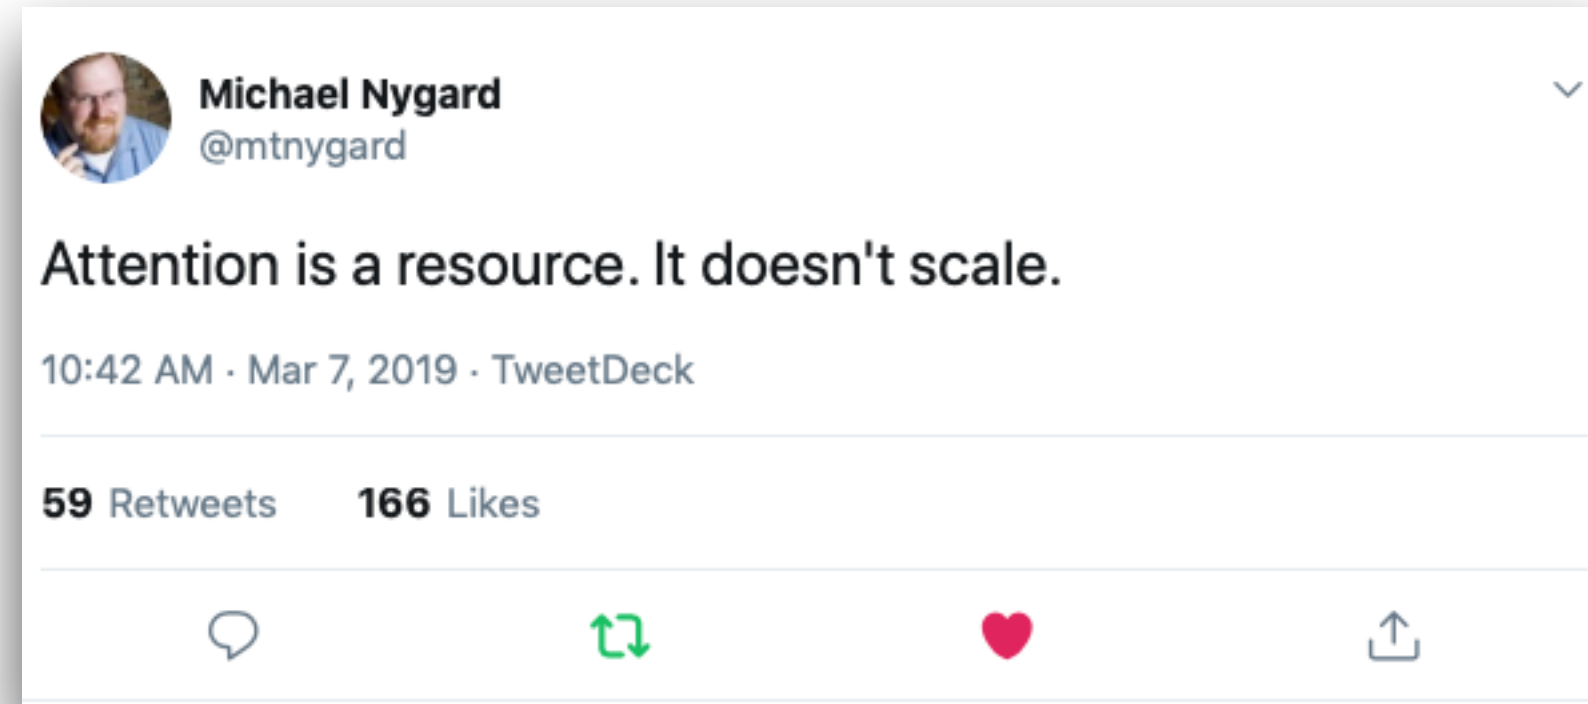 Michael Nygard
@mtnygard
Attention is a resource. It doesn't scale.
10:42 AM · Mar 7, 2019 · TweetDeck
59 Retweets 166 Likes